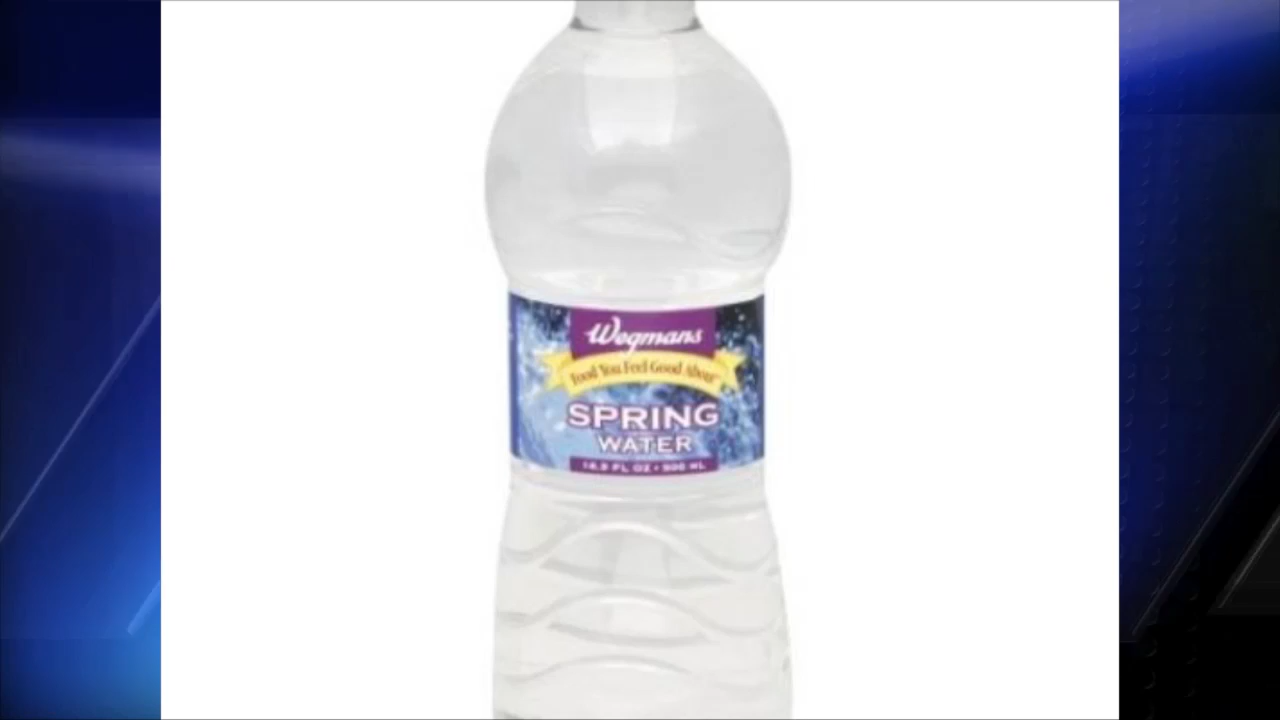 Wegmans
Food You Feel Good About
SPRING
WATER
16.9 FL OZ • 500 mL